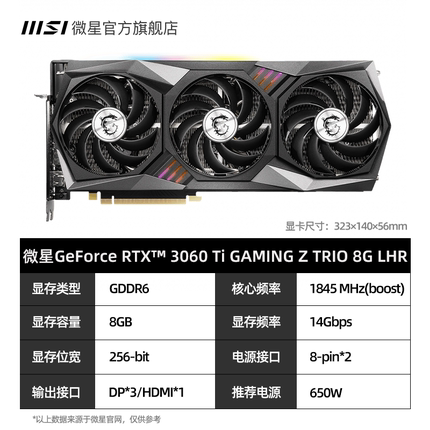 msi 微星官方旗舰店
显卡尺寸：323×140×56mm
微星GeForce RTX™ 3060 Ti GAMING Z TRIO 8G LHR
显存类型 GDDR6 核心频率 1845 MHz(boost)
显存容量 8GB 显存频率 14Gbps
显存位宽 256-bit 电源接口 8-pin*2
输出接口 DP*3/HDMI*1 推荐电源 650W
*以上数据来源于微星官网，仅供参考